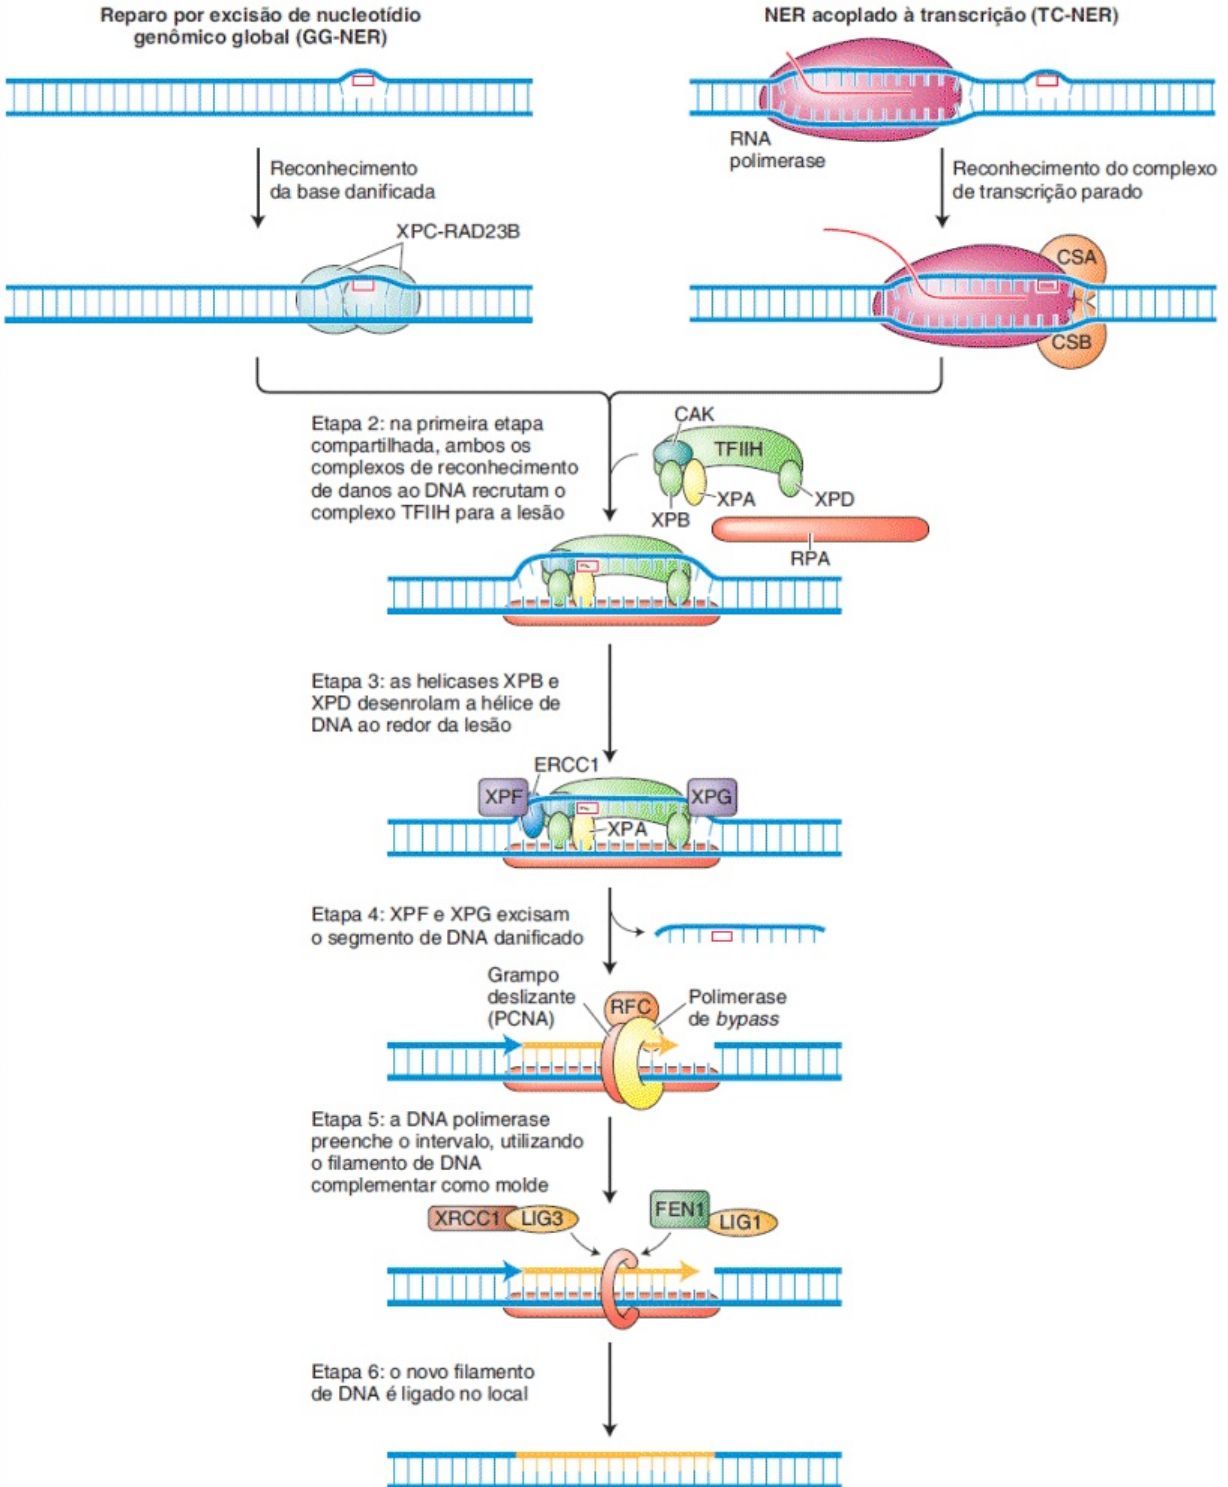 Reparo por excisão de nucleotídio
genômico global (GG-NER)
NER acoplado à transcrição (TC-NER)
RNA
polimerase
Reconhecimento
da base danificada
Reconhecimento do complexo
de transcrição parado
XPC-RAD23B
CSA
CSB
Etapa 2: na primeira etapa
compartilhada, ambos os
complexos de reconhecimento
de danos ao DNA recrutam o
complexo TFIIH para a lesão
CAK
TFIIH
XPA
XPD
XPB
RPA
Etapa 3: as helicases XPB e
XPD desenrolam a hélice de
DNA ao redor da lesão
ERCC1
XPF
XPG
XPA
Etapa 4: XPF e XPG excisam
o segmento de DNA danificado
Grampo
deslizante
(PCNA)
RFC
Polimerase
de bypass
Etapa 5: a DNA polimerase
preenche o intervalo, utilizando
o filamento de DNA
complementar como molde
XRCC1
LIG3
FEN1
LIG1
Etapa 6: o novo filamento
de DNA é ligado no local